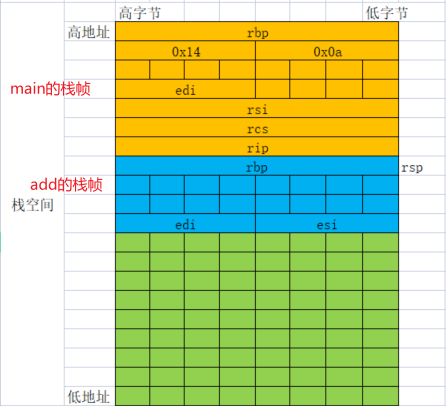 高字节 低字节
高地址 rbp
0x14 0x0a
main的栈帧 edi
rsi
rcs
rip
rbp rsp
add的栈帧
栈空间
edi esi
低地址